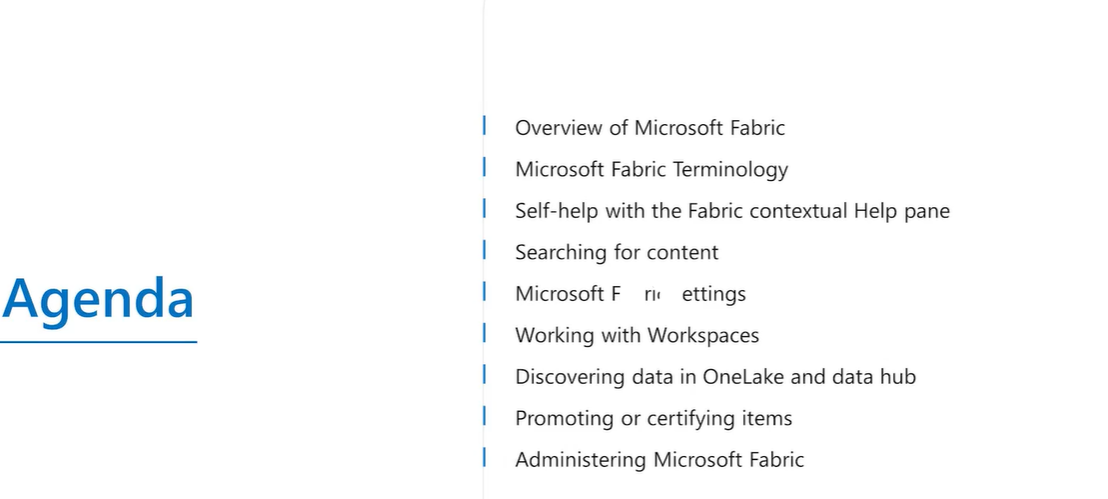 Agenda
Overview of Microsoft Fabric
Microsoft Fabric Terminology
Self-help with the Fabric contextual Help pane
Searching for content
Microsoft
Working with Workspaces
Discovering data in OneLake and data hub
Promoting or certifying items
Administering Microsoft Fabric